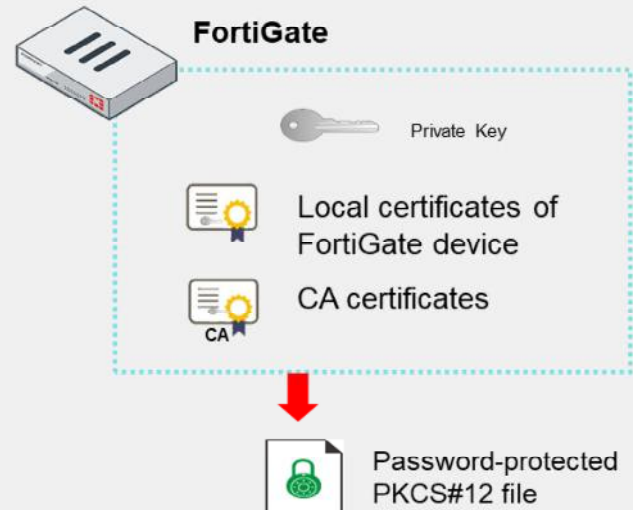 FortiGate
Private Key
Local certificates of
FortiGate device
CA certificates
CA
Password-protected
PKCS#12 file